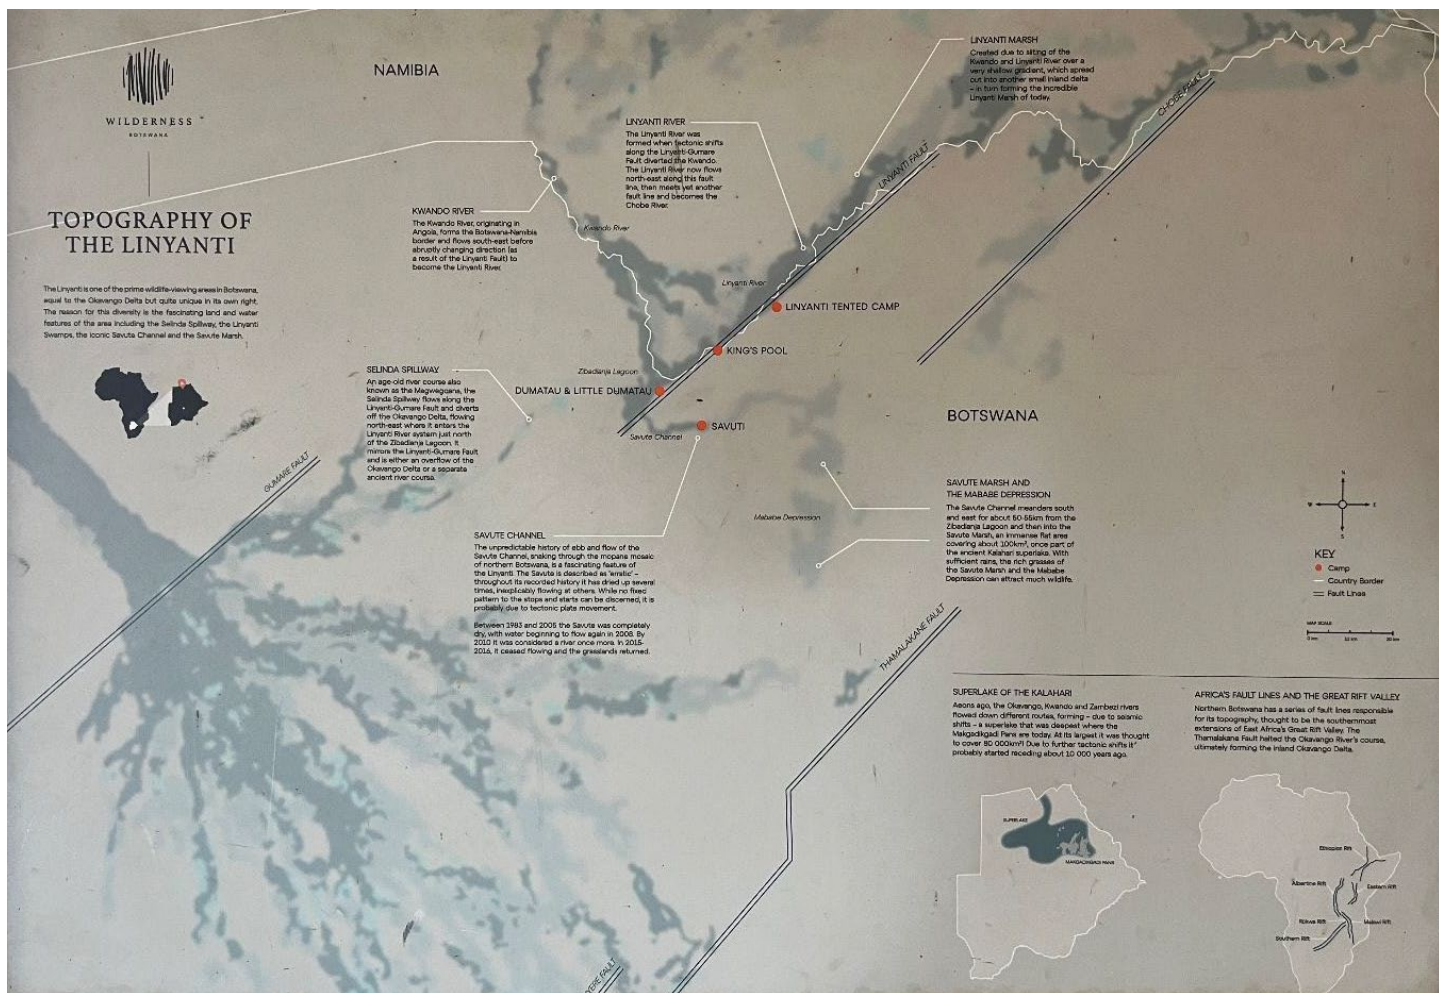 WILDERNESS
BOTSWANA
TOPOGRAPHY OF
THE LINYANTI
The Linyanti is one of the prime wildlife-viewing areas in Botswana,
equal to the Okavango Delta but quite unique in its own right.
The reason for this diversity is the fascinating land and water
features of the area including the Selinda Spillway, the Linyanti
Swamps, the iconic Savuta Channel and the Savute Marsh.
NAMIBIA
LINYANTI MARSH
Created due to silting of the
Kwando and Linyanti River over a
very shallow gradient, which spread
out into another small inland delta
– in turn forming the incredible
Linyanti Marsh of today.
CHOBE FAULT
LINYANTI RIVER
The Linyanti River was
formed when tectonic shifts
along the Linyanti-Gumare
Fault diverted the Kwando.
The Linyanti River now flows
north-east along this fault
line, then meets yet another
fault line and becomes the
Chobe River.
LINYANTI FAULT
KWANDO RIVER
The Kwando River, originating in
Angola, forms the Botswana-Namibia
border and flows south-east before
abruptly changing direction (as
a result of the Linyanti Fault) to
become the Linyanti River.
Kwando River
Linyanti River
LINYANTI TENTED CAMP
KING'S POOL
Zibadianja Lagoon
DUMATAU & LITTLE DUMATAU
SAVUTI
Savute Channel
SELINDA SPILLWAY
An age-old river course also
known as the Magwegqana, the
Selinda Spillway flows along the
Linyanti-Gumare Fault and diverts
off the Okavango Delta, flowing
north-east where it enters the
Linyanti River system just north
of the Zibadianja Lagoon. It
mirrors the Linyanti-Gumare Fault
and is either an overflow of the
Okavango Delta or a separate
ancient river course.
GUMARE FAULT
BOTSWANA
SAVUTE MARSH AND
THE MABABE DEPRESSION
The Savute Channel meanders south
and east for about 50-55km from the
Zibadianja Lagoon and then into the
Savute Marsh, an immense flat area
covering about 100km², once part of
the ancient Kalahari superlake. With
sufficient rains, the rich grasses of
the Savute Marsh and the Mababe
Depression can attract much wildlife.
Mababe Depression
SAVUTE CHANNEL
The unpredictable history of ebb and flow of the
Savute Channel, snaking through the mopane mosaic
of northern Botswana, is a fascinating feature of
the Linyanti. The Savute is described as 'erratic' –
throughout its recorded history it has dried up several
times, inexplicably flowing at others. While no fixed
pattern to the stops and starts can be discerned, it is
probably due to tectonic plate movement.
Between 1983 and 2005 the Savute was completely
dry, with water beginning to flow again in 2008. By
2010 it was considered a river once more. In 2015-
2016, it ceased flowing and the grasslands returned.
N
W
E
S
KEY
Camp
Country Border
Fault Lines
MAP SCALE
0 km
30 km
THAMALAKANE FAULT
SUPERLAKE OF THE KALAHARI
Aeons ago, the Okavango, Kwando and Zambezi rivers
flowed down different routes, forming – due to seismic
shifts – a superlake that was deepest where the
Makgadikgadi Pans are today. At its largest it was thought
to cover 80 000km²! Due to further tectonic shifts it
probably started receding about 10 000 years ago.
SUPERLAKE
MAKGADIKGADI PANS
AFRICA'S FAULT LINES AND THE GREAT RIFT VALLEY
Northern Botswana has a series of fault lines responsible
for its topography, thought to be the southernmost
extensions of East Africa's Great Rift Valley. The
Thamalakane Fault halted the Okavango River's course,
ultimately forming the inland Okavango Delta.
Ethiopian Rift
Albertine Rift
Eastern Rift
Rukwa Rift
Malawi Rift
Southern Rift
FAULT